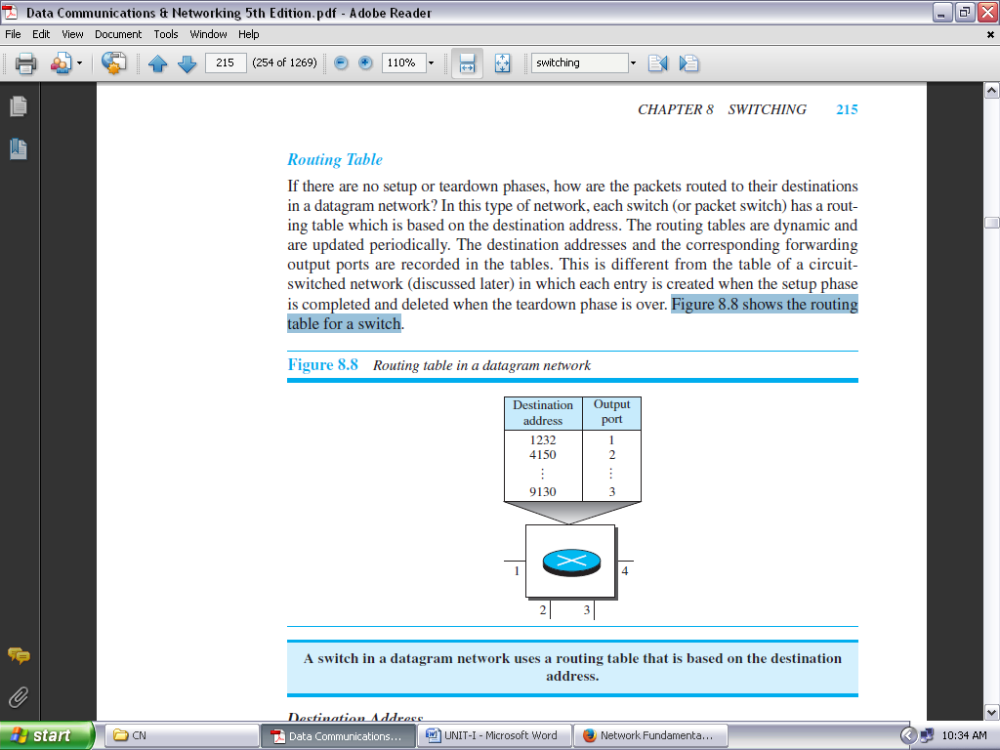 Data Communications & Networking 5th Edition.pdf - Adobe Reader
File Edit View Document Tools Window Help
215 (254 of 1269) 110% switching
CHAPTER 8 SWITCHING 215
Routing Table
If there are no setup or teardown phases, how are the packets routed to their destinations
in a datagram network? In this type of network, each switch (or packet switch) has a rout-
ing table which is based on the destination address. The routing tables are dynamic and
are updated periodically. The destination addresses and the corresponding forwarding
output ports are recorded in the tables. This is different from the table of a circuit-
switched network (discussed later) in which each entry is created when the setup phase
is completed and deleted when the teardown phase is over. Figure 8.8 shows the routing
table for a switch.
Figure 8.8 Routing table in a datagram network
Destination Output
address port
1232 1
4150 2
⋮ ⋮
9130 3
1 4
2 3
A switch in a datagram network uses a routing table that is based on the destination
address.
Destination Address
start CN Data Communications... UNIT-I - Microsoft Word Network Fundamenta... 10:34 AM